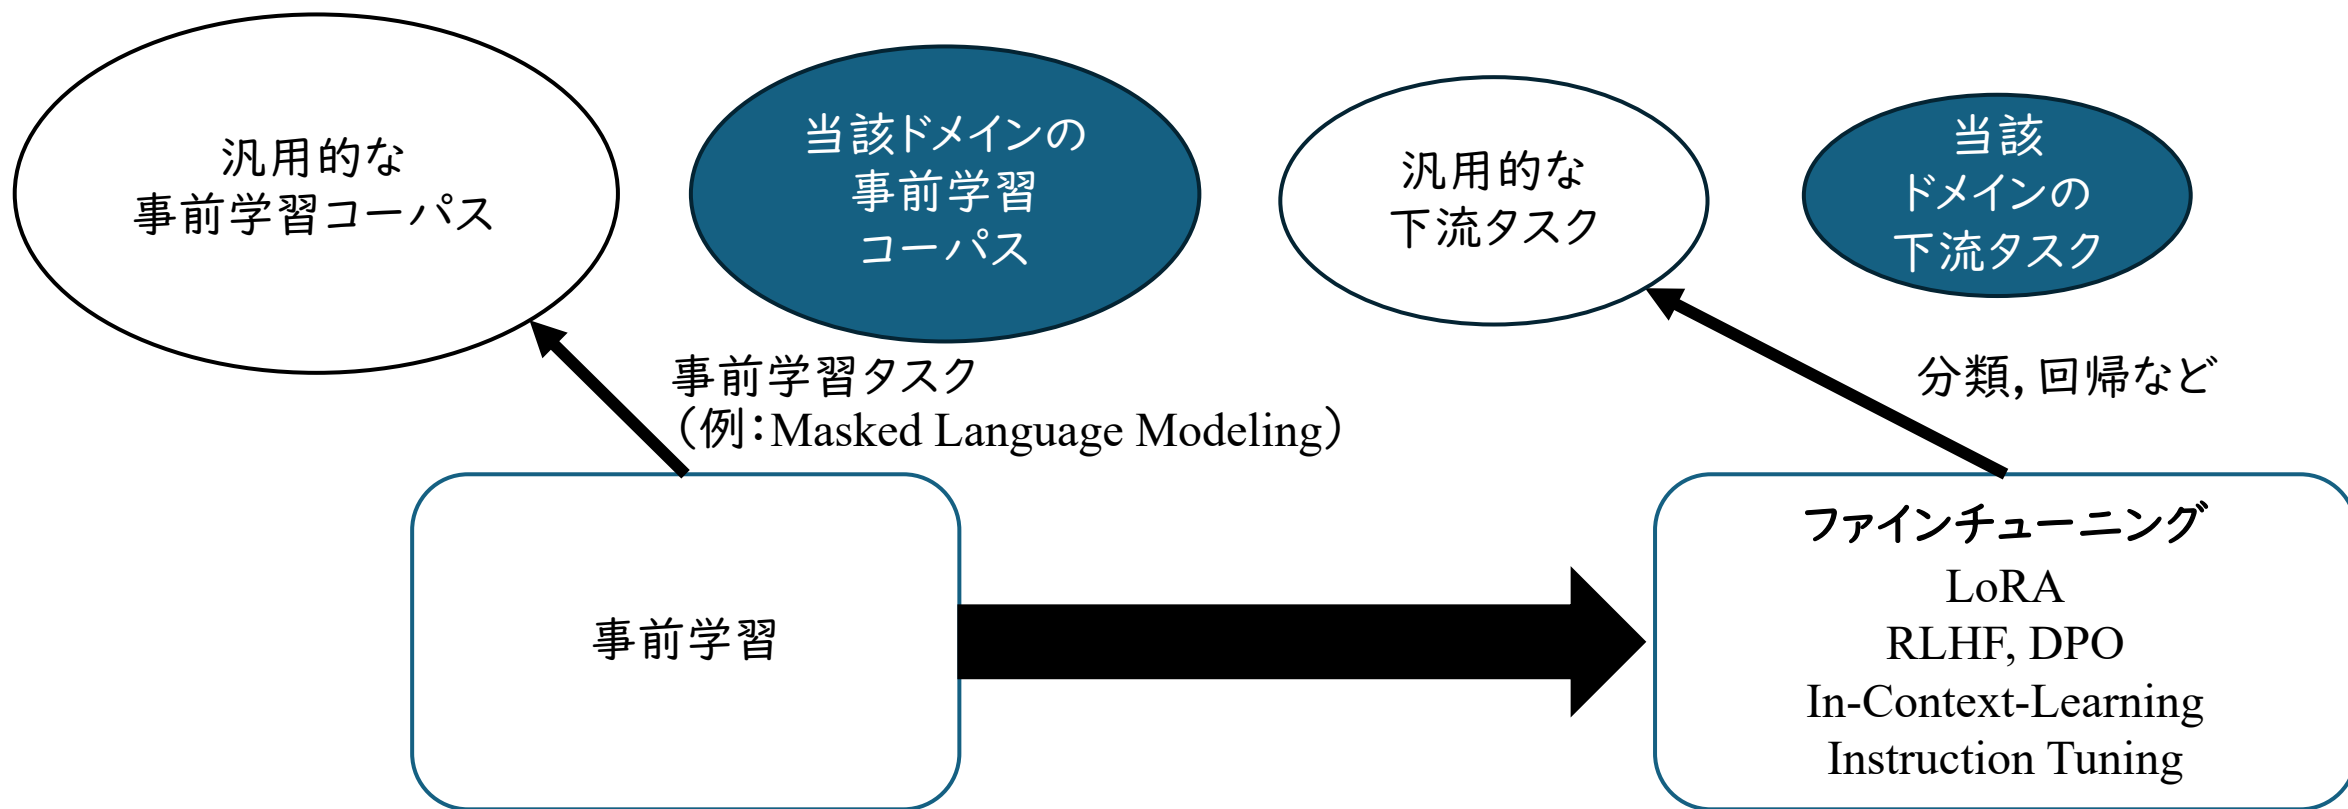 汎用的な
事前学習コーパス
当該ドメインの
事前学習
コーパス
汎用的な
下流タスク
当該
ドメインの
下流タスク
事前学習タスク
（例：Masked Language Modeling）
分類, 回帰など
事前学習
ファインチューニング
LoRA
RLHF, DPO
In-Context-Learning
Instruction Tuning